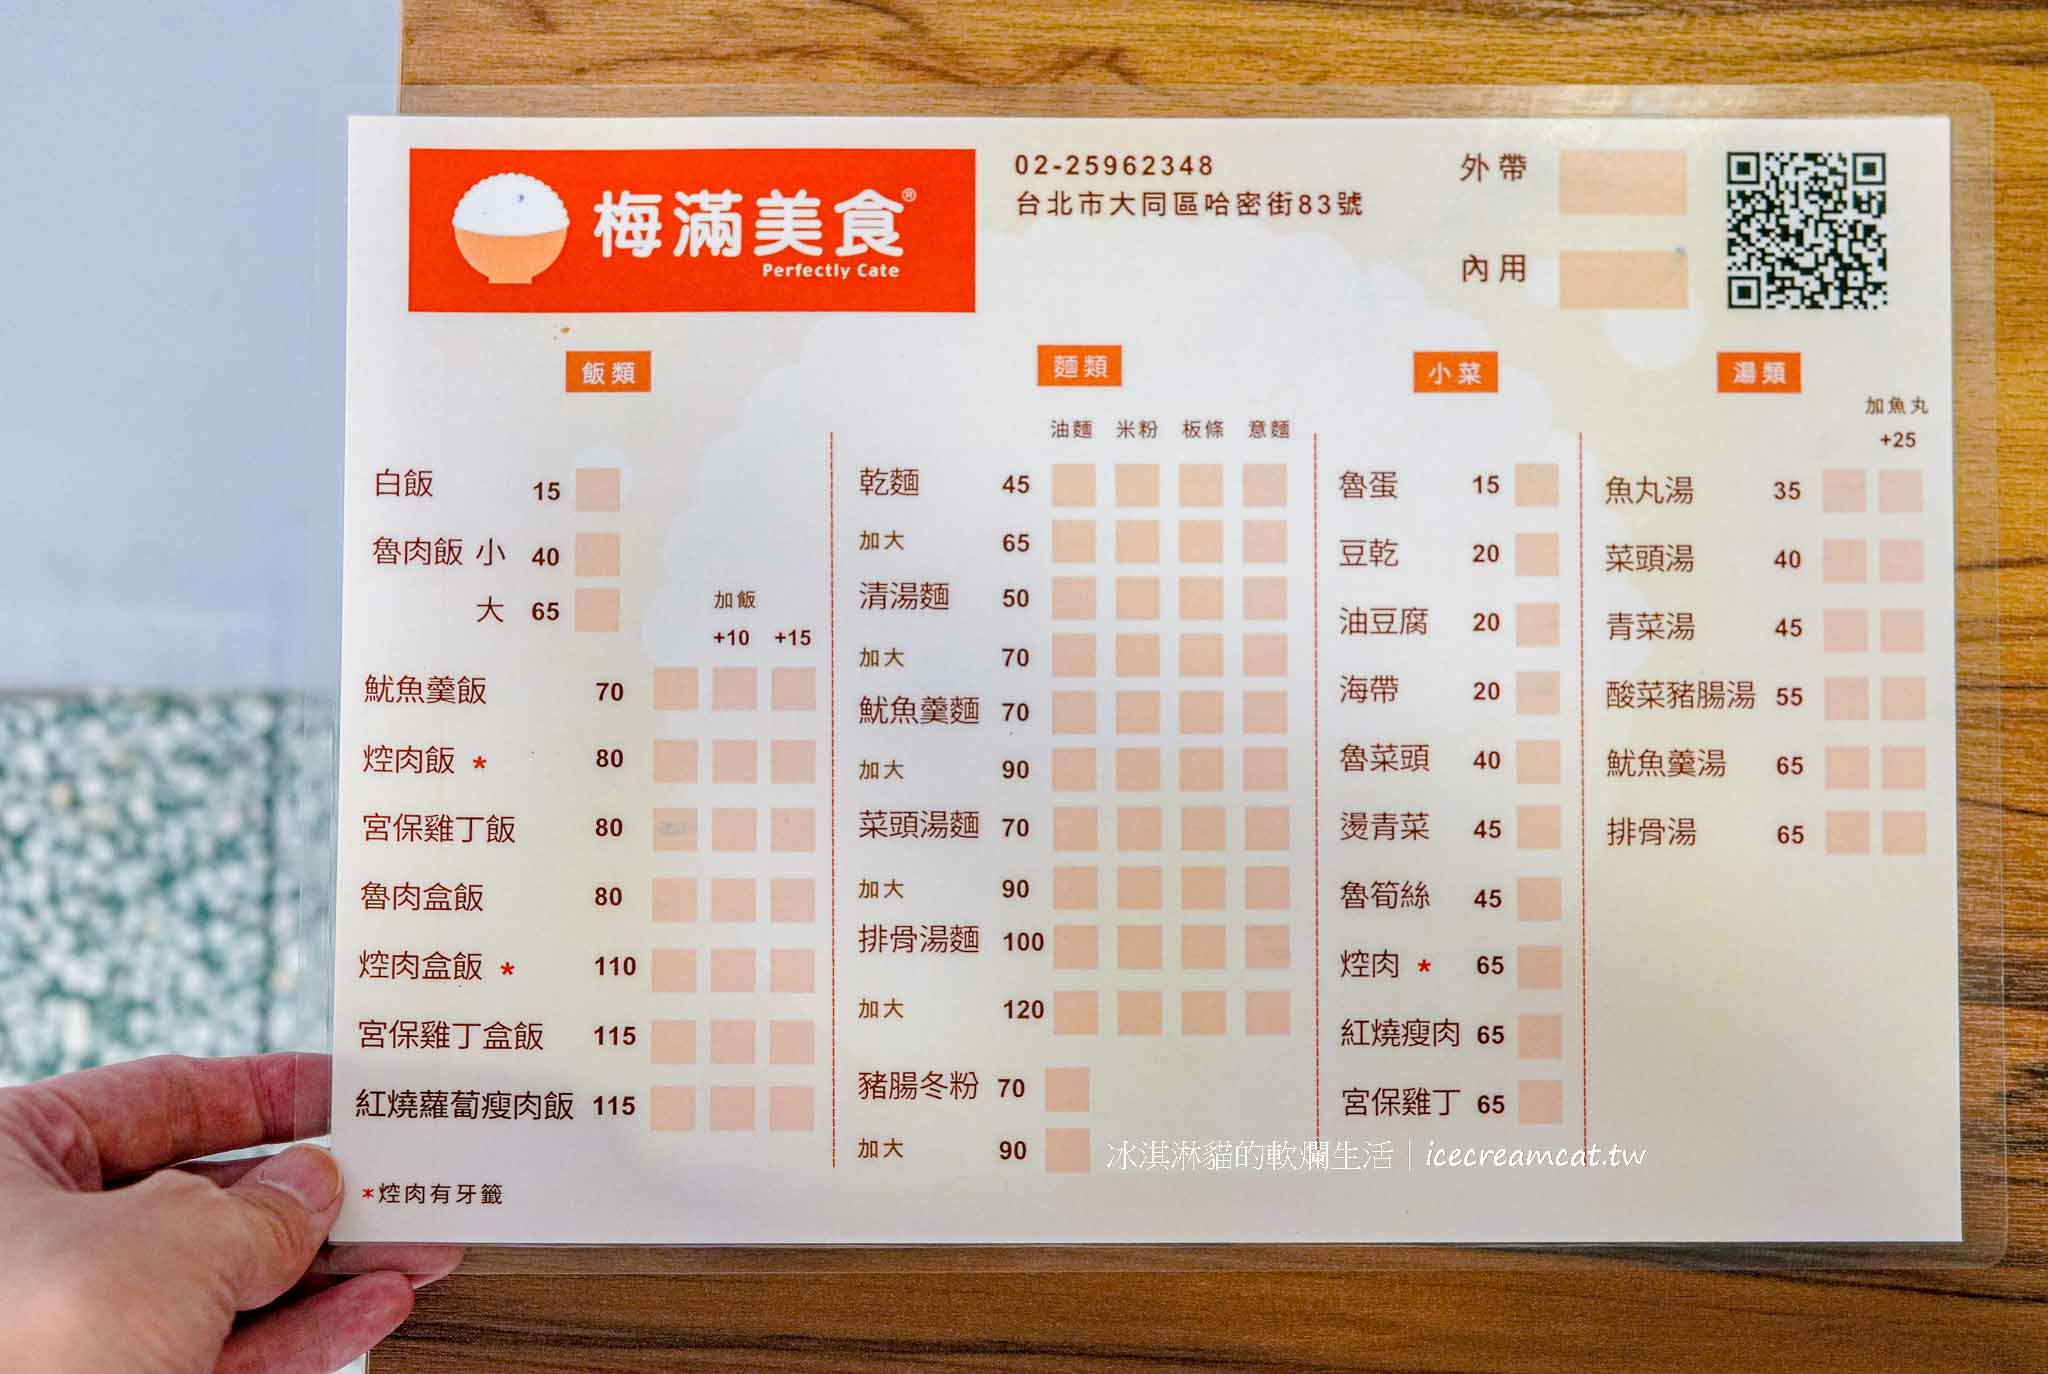 梅滿美食®
Perfectly Cate
02-25962348
台北市大同區哈密街83號
外帶
內用
飯類
白飯 15
魯肉飯 小 40
大 65
加飯
+10 +15
魷魚羹飯 70
焢肉飯 * 80
宮保雞丁飯 80
魯肉盒飯 80
焢肉盒飯 * 110
宮保雞丁盒飯 115
紅燒蘿蔔瘦肉飯 115
*焢肉有牙籤
麵類
油麵 米粉 板條 意麵
乾麵 45
加大 65
清湯麵 50
加大 70
魷魚羹麵 70
加大 90
菜頭湯麵 70
加大 90
排骨湯麵 100
加大 120
豬腸冬粉 70
加大 90
小菜
魯蛋 15
豆乾 20
油豆腐 20
海帶 20
魯菜頭 40
燙青菜 45
魯筍絲 45
焢肉 * 65
紅燒瘦肉 65
宮保雞丁 65
湯類
加魚丸
+25
魚丸湯 35
菜頭湯 40
青菜湯 45
酸菜豬腸湯 55
魷魚羹湯 65
排骨湯 65
冰淇淋貓的軟爛生活｜icecreamcat.tw